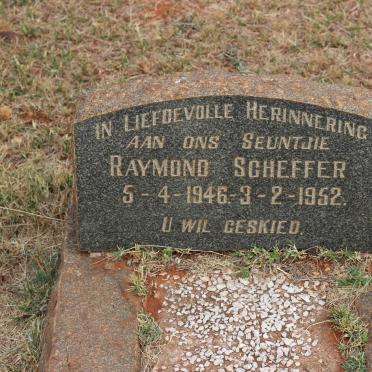 IN LIEFDEVOLLE HERINNERING
AAN ONS SEUNTJIE
RAYMOND SCHEFFER
5-4-1946-3-2-1952.
U WIL GESKIED.